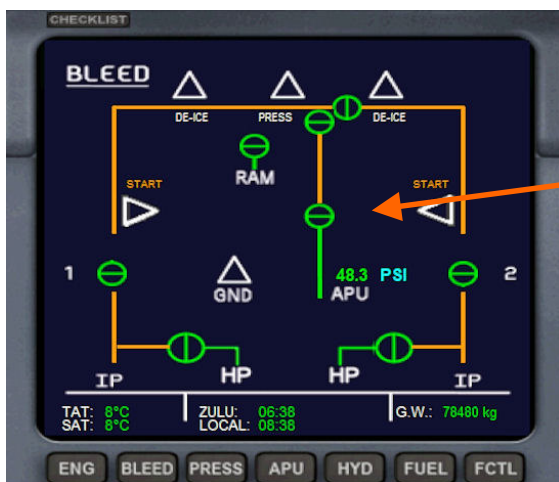 CHECKLIST
BLEED
DE-ICE PRESS DE-ICE
RAM
START START
1 2
48.3 PSI
GND APU
HP HP
IP IP
TAT: 8°C ZULU: 06:38 G.W.: 78480 kg
SAT: 8°C LOCAL: 08:38
ENG BLEED PRESS APU HYD FUEL FCTL